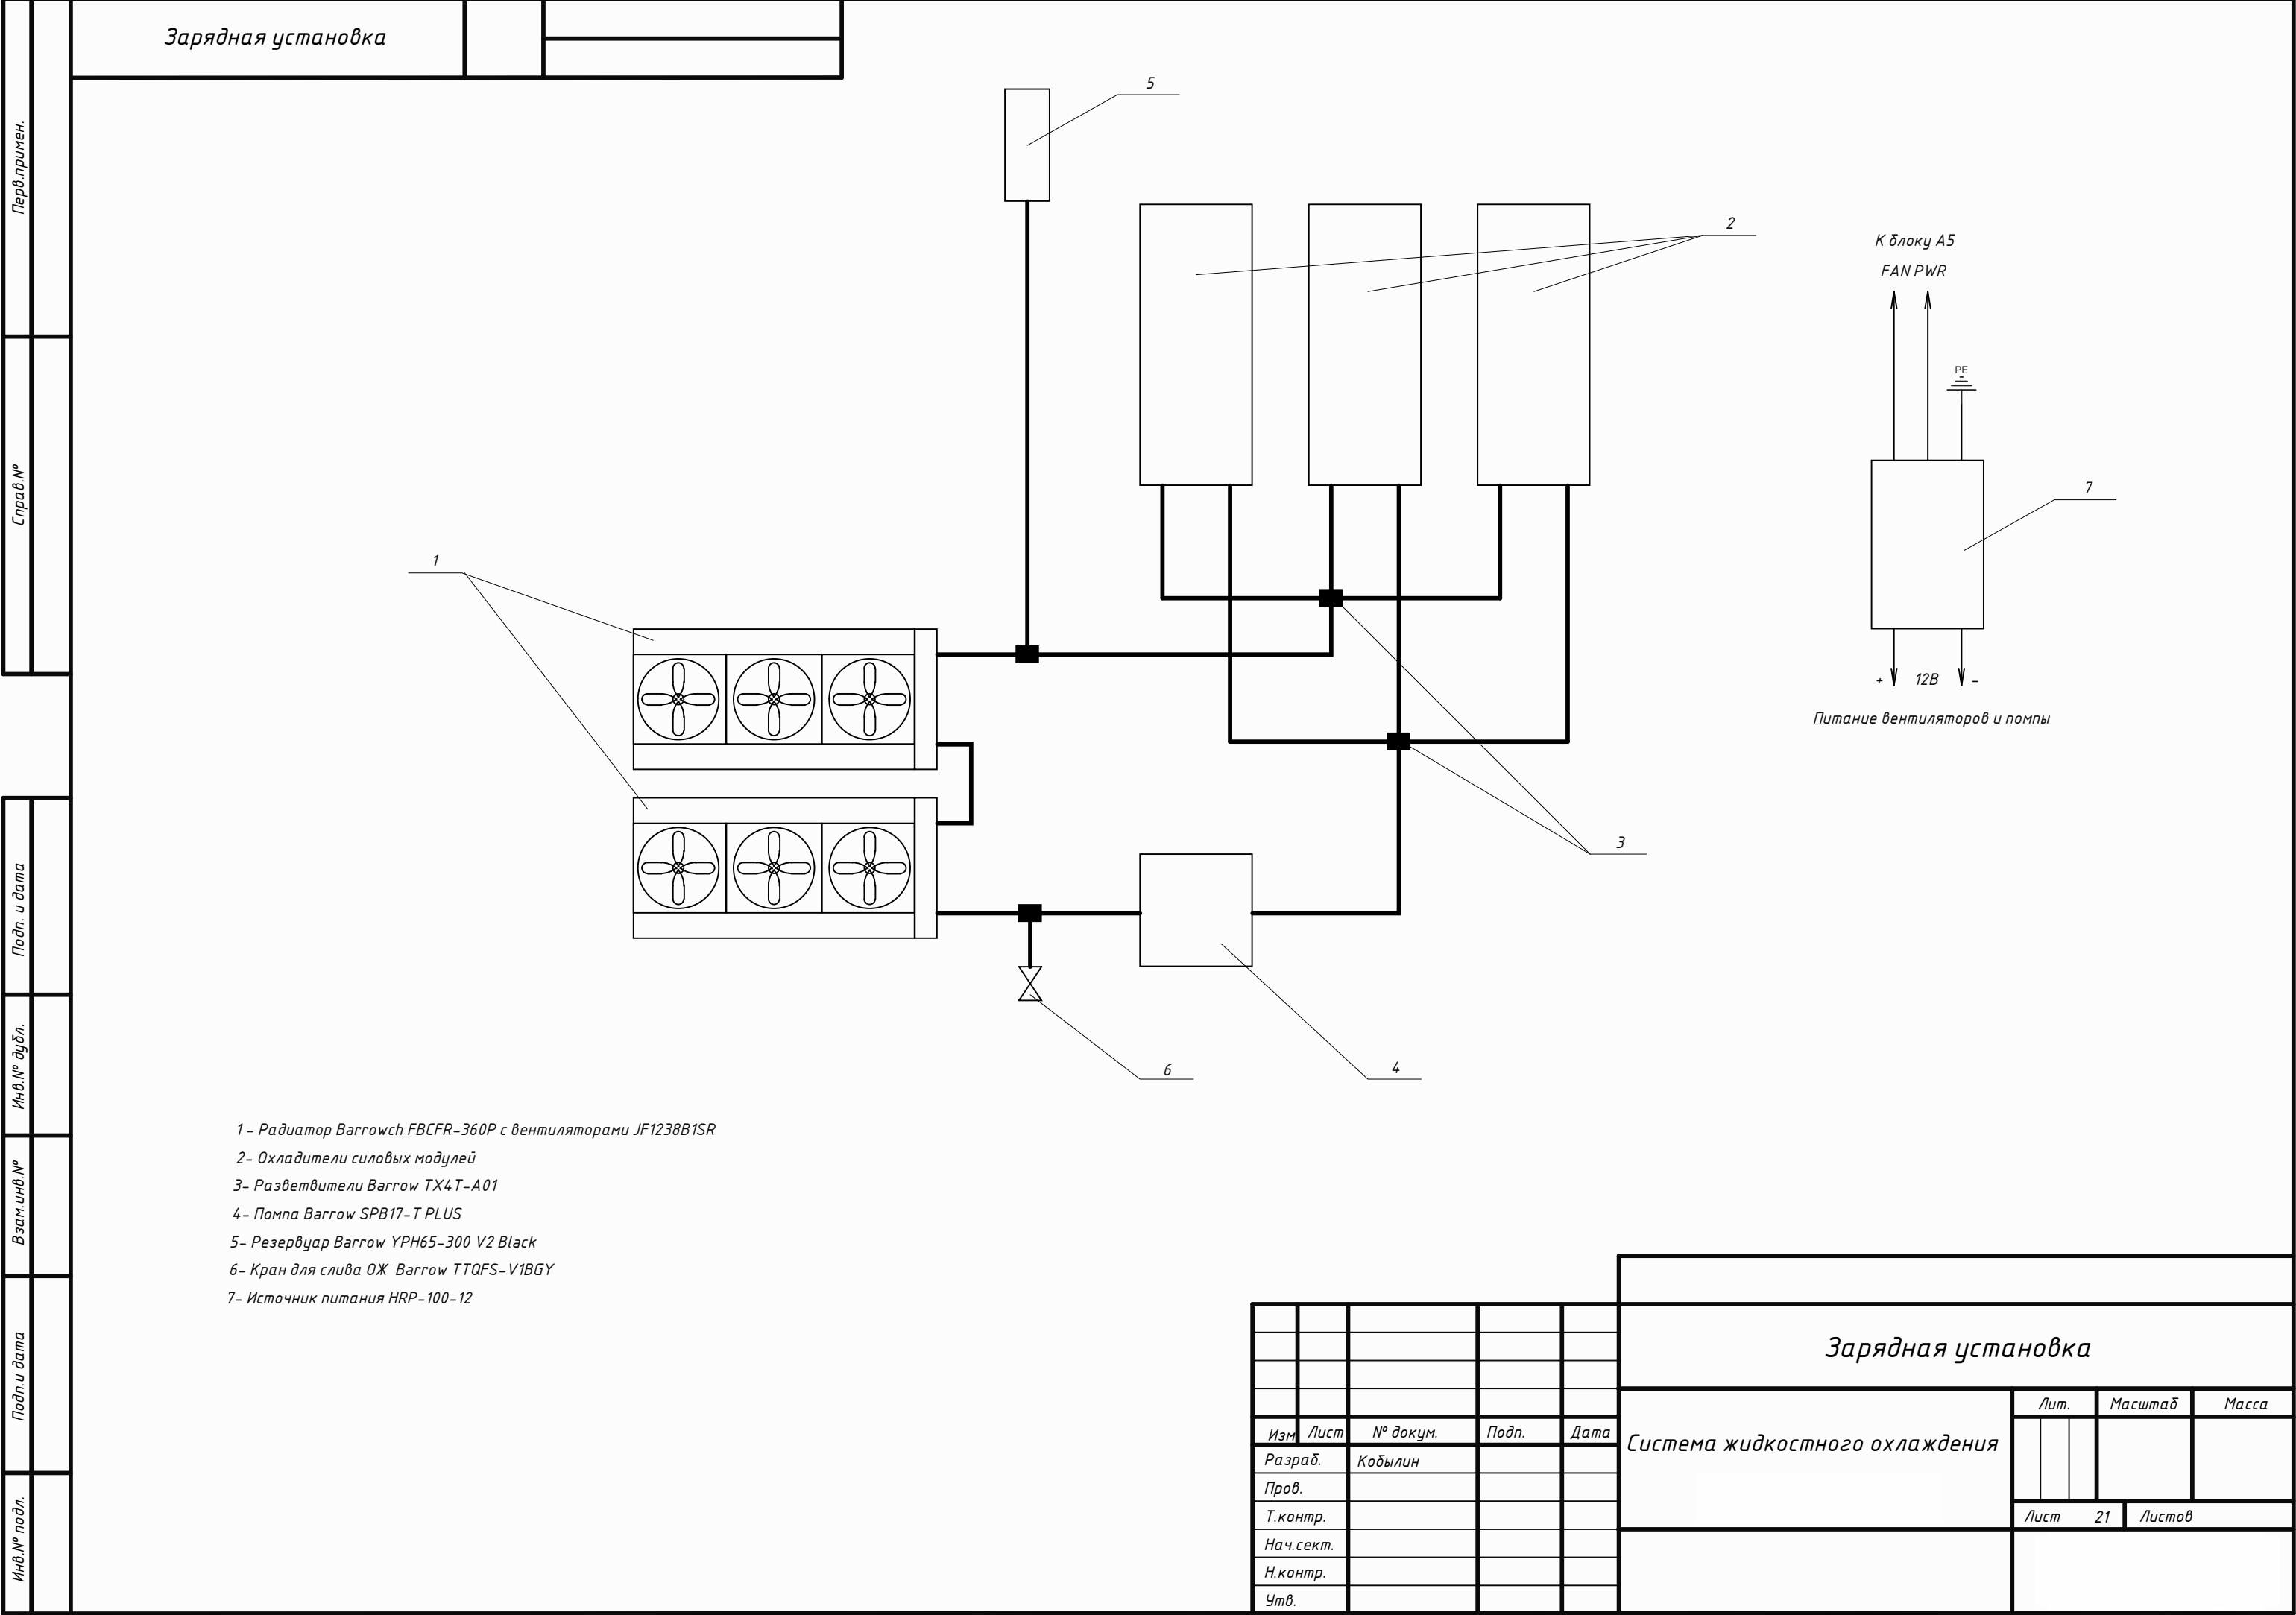 Зарядная установка
Перв.примен.
Справ.№
Подп. и дата
Инв.№ дубл.
Взам.инв.№
Подп.и дата
Инв.№ подл.
5
2
1
3
4
6
К блоку А5
FAN PWR
PE
7
+ 12В -
Питание вентиляторов и помпы
1 - Радиатор Barrowch FBCFR-360P с вентиляторами JF1238B1SR
2- Охладители силовых модулей
3- Разветвители Barrow TX4T-A01
4- Помпа Barrow SPB17-T PLUS
5- Резервуар Barrow YPH65-300 V2 Black
6- Кран для слива ОЖ Barrow TTQFS-V1BGY
7- Источник питания HRP-100-12
Зарядная установка
Система жидкостного охлаждения
Лит. Масштаб Масса
Лист 21 Листов
Изм Лист № докум. Подп. Дата
Разраб. Кобылин
Пров.
Т.контр.
Нач.сект.
Н.контр.
Утв.